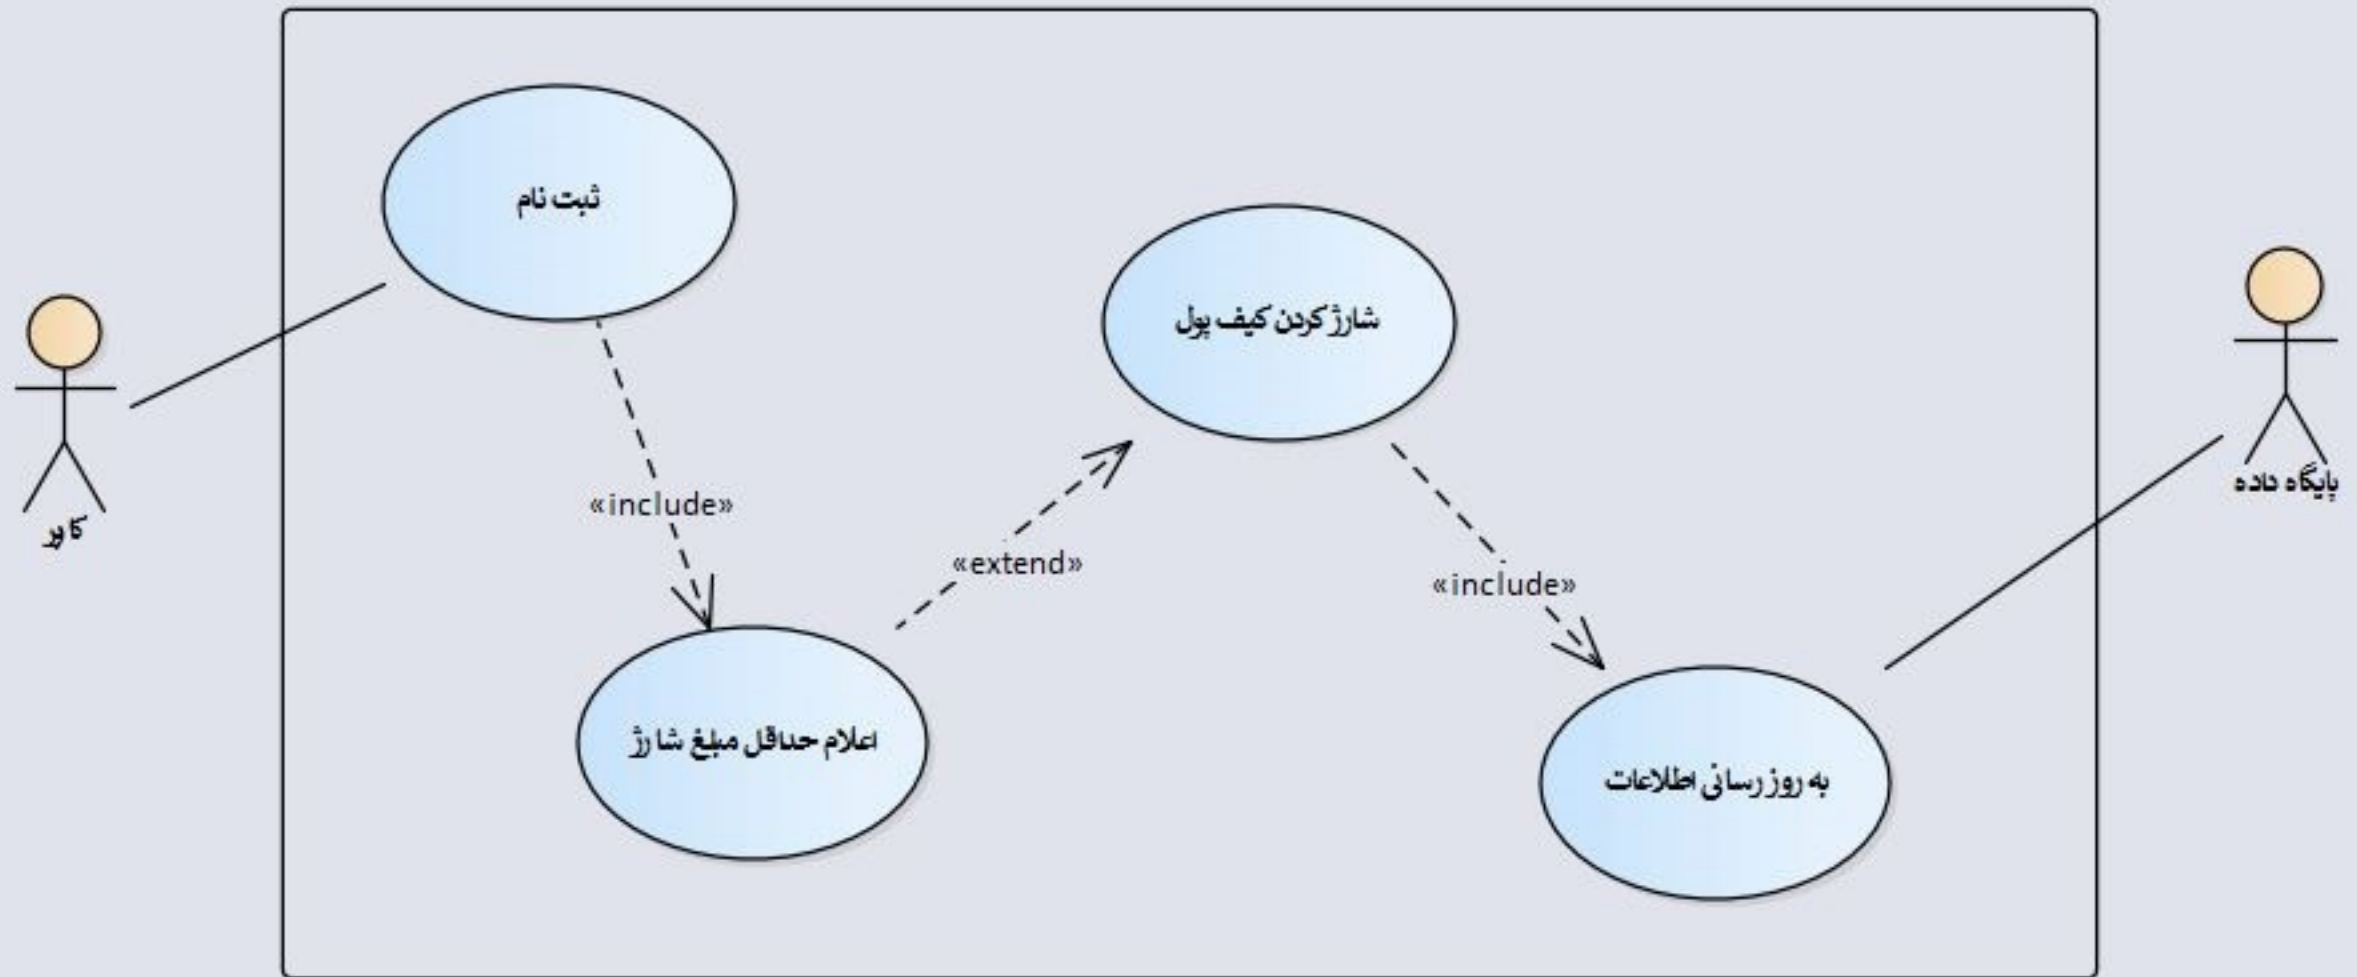 ثبت نام
شارژ کردن کیف پول
«include»
کاربر
پایگاه داده
«extend»
«include»
اعلام حداقل مبلغ شارژ
به روز رسانی اطلاعات